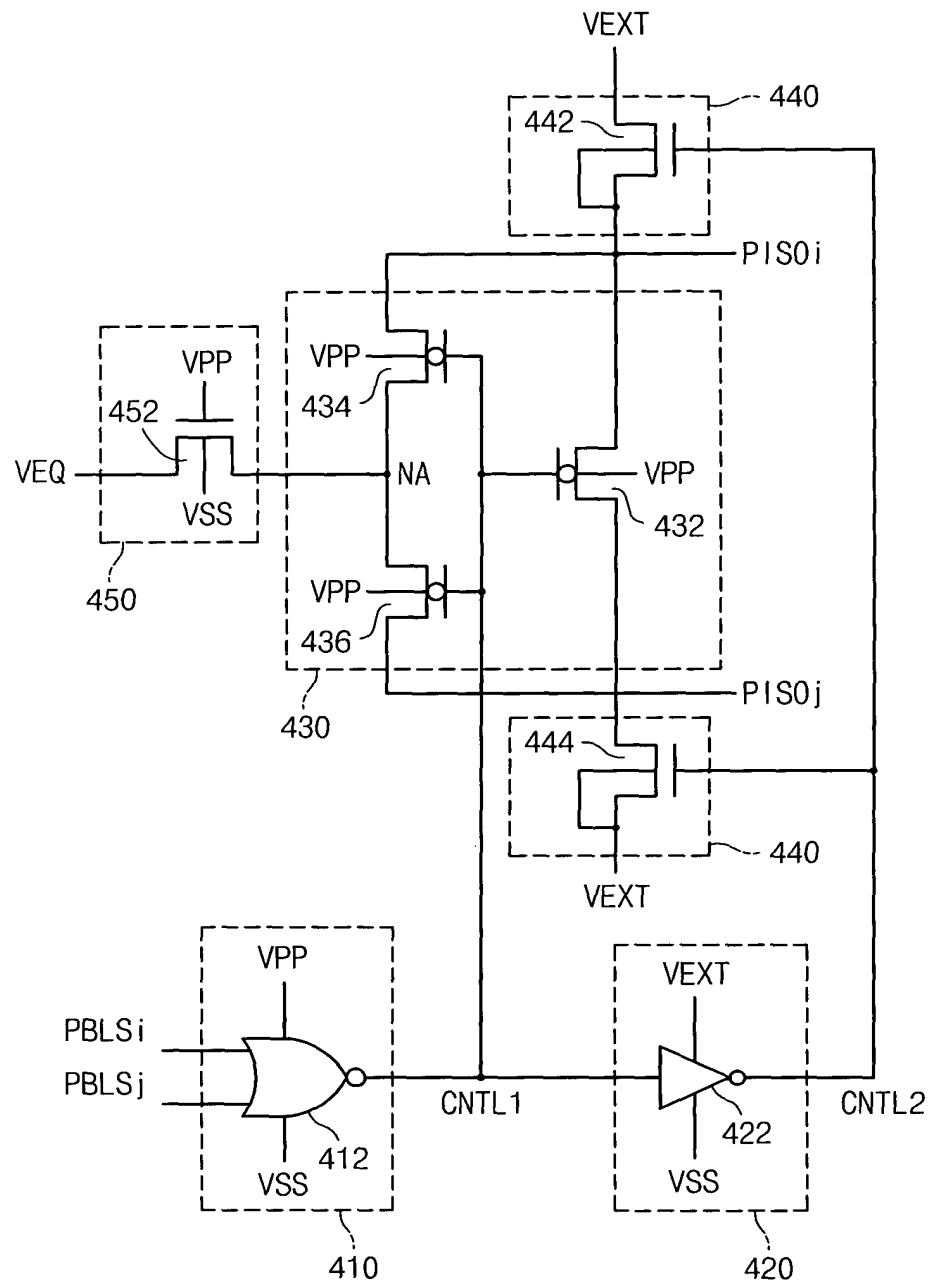 VEXT
440
442
PISOi
VPP
434
VPP
452
VEQ
VSS
450
NA
VPP
432
VPP
436
430
PISOj
444
440
VEXT
VPP
PBLSi
PBLSj
412
VSS
410
CNTL1
VEXT
422
VSS
420
CNTL2